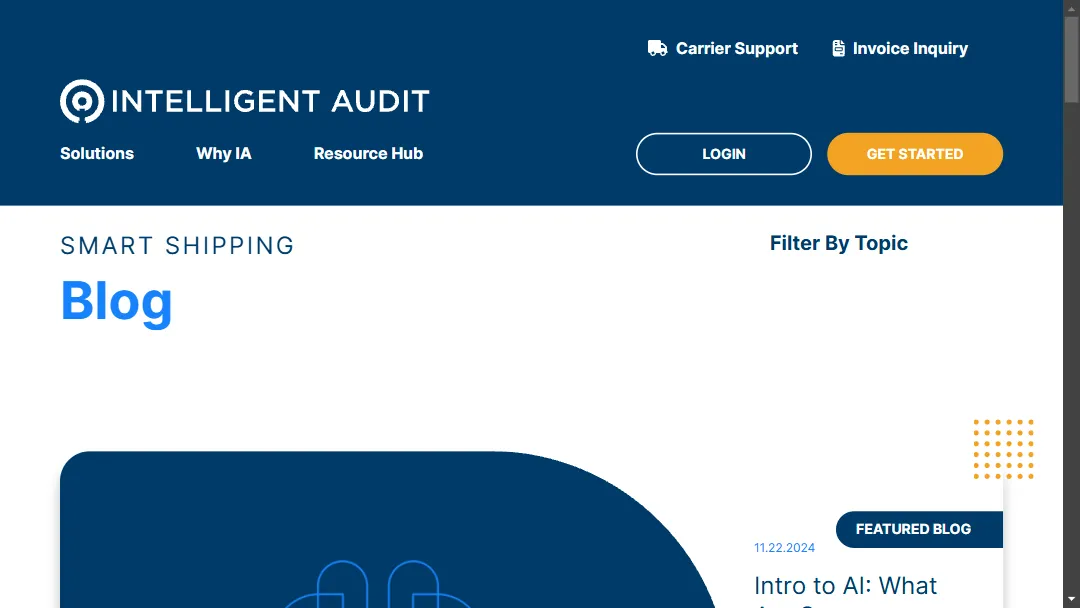 Carrier Support
Invoice Inquiry
INTELLIGENT AUDIT
Solutions
Why IA
Resource Hub
LOGIN
GET STARTED
SMART SHIPPING
Filter By Topic
Blog
FEATURED BLOG
11.22.2024
Intro to AI: What